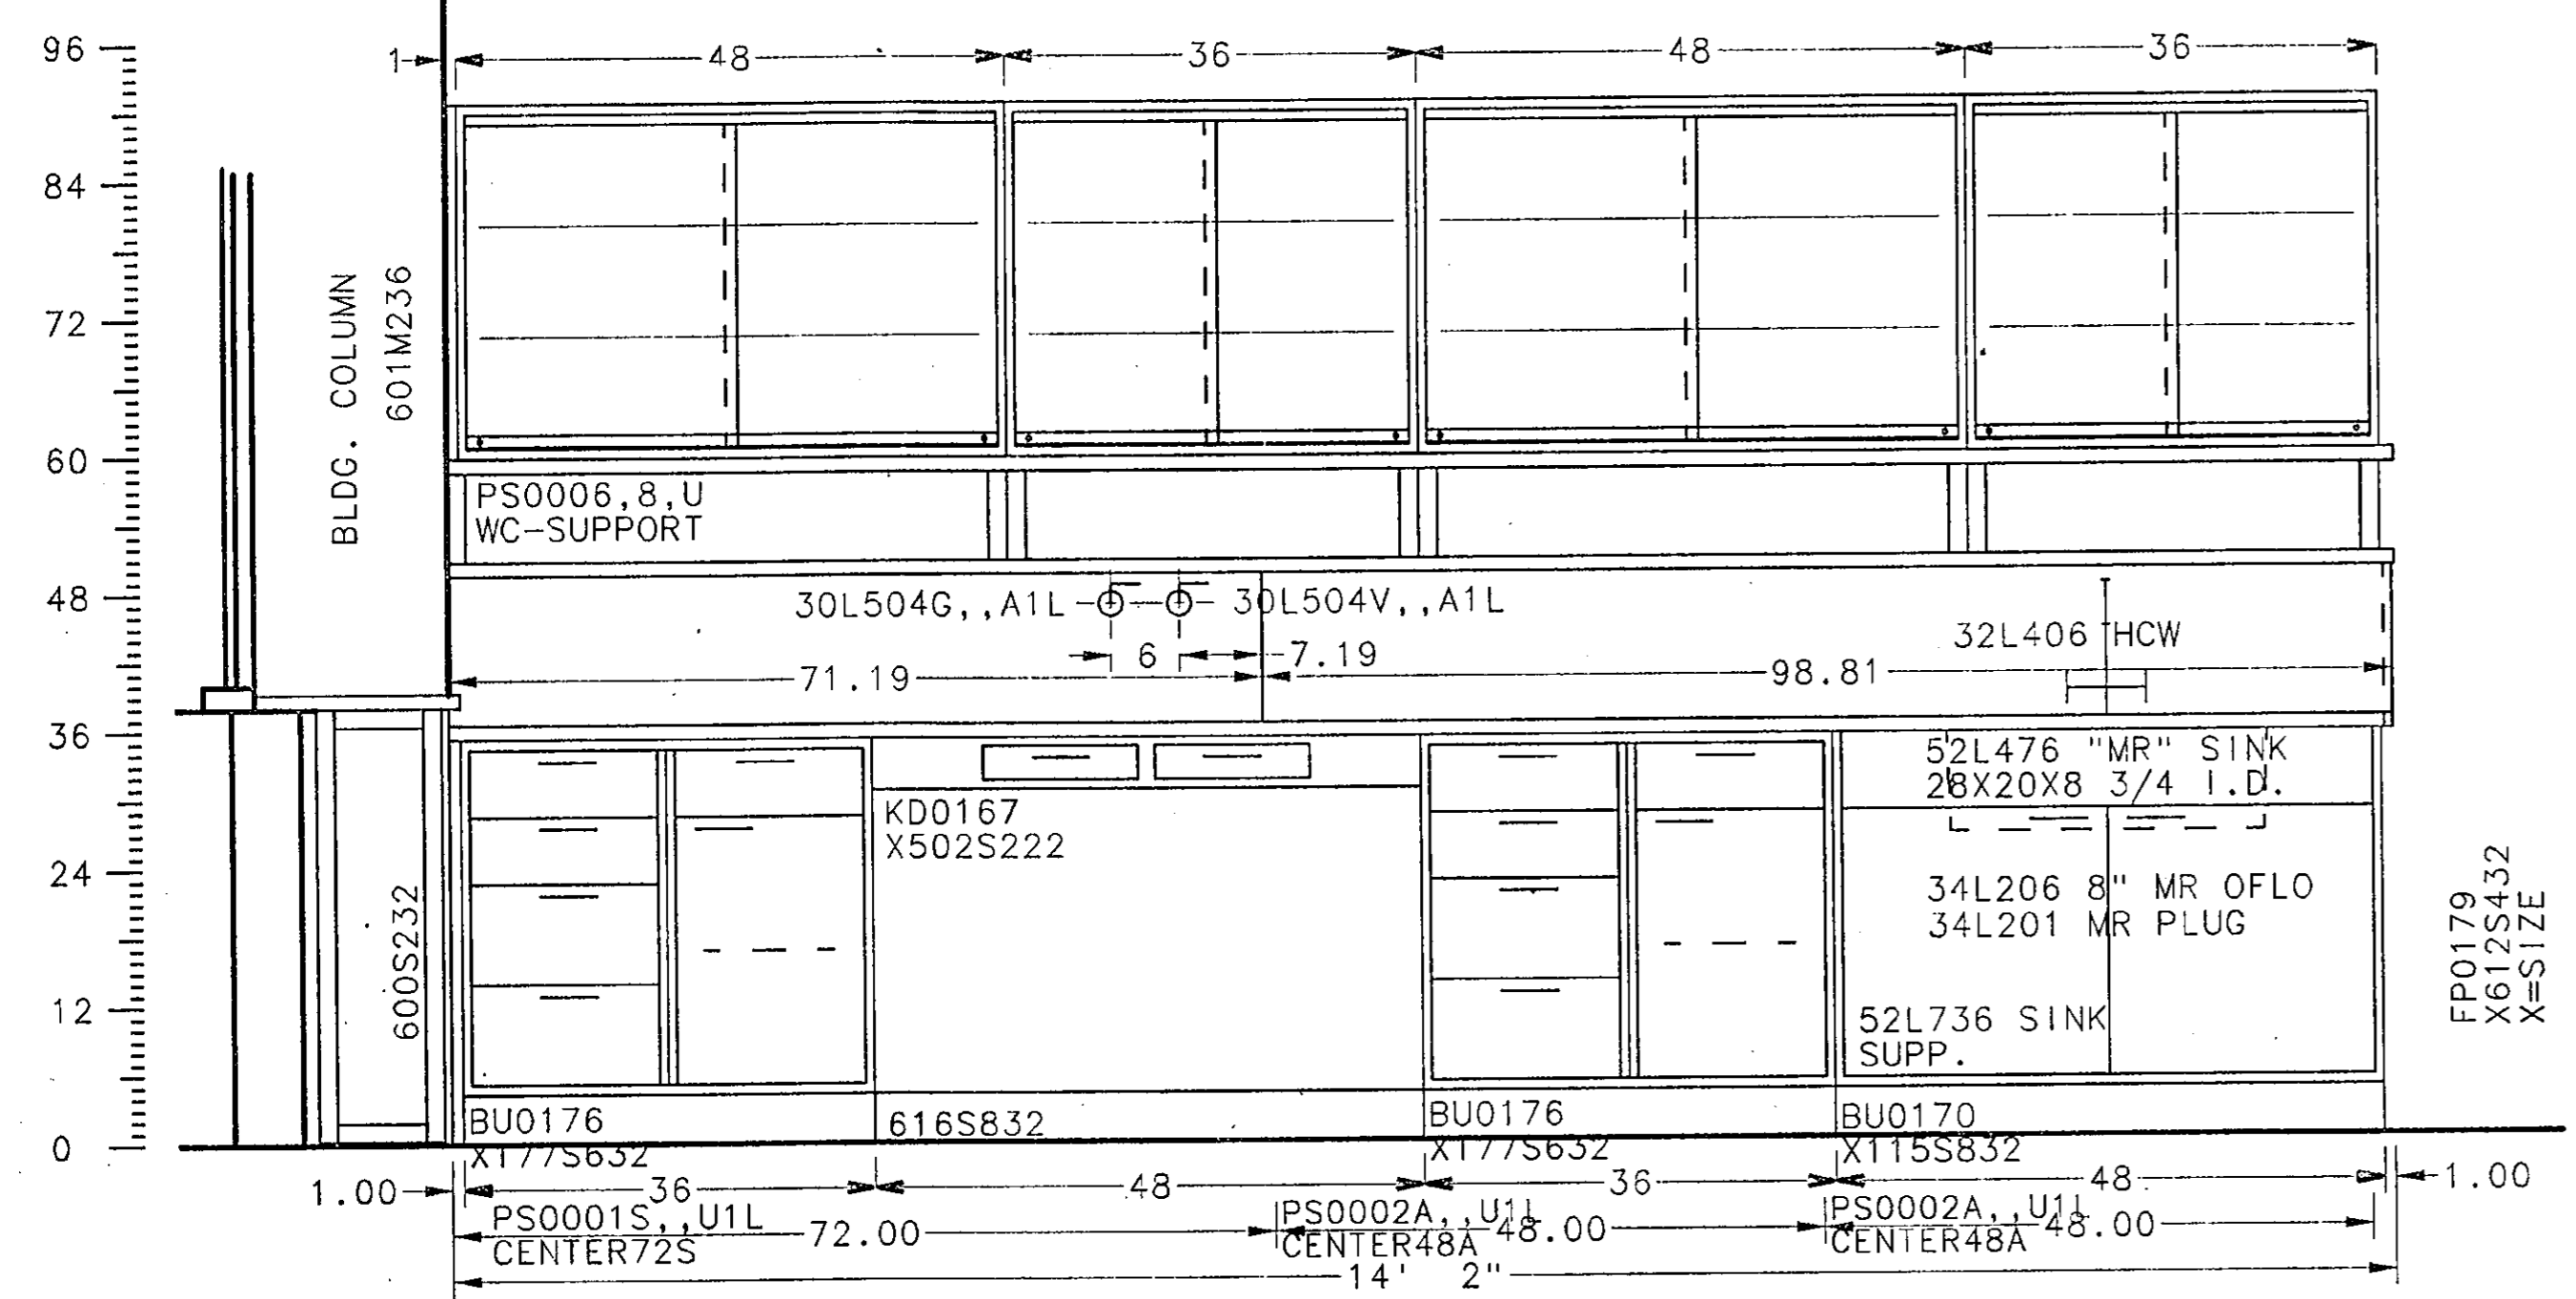 96
84
72
60
48
36
24
12
0
1
48
36
48
36
BLDG. COLUMN
601M236
PS0006,8,U
WC-SUPPORT
30L504G,,A1L
30L504V,,A1L
6
7.19
71.19
98.81
32L406 HCW
600S232
KD0167
X502S222
52L476 "MR" SINK
28X20X8 3/4 I.D.
34L206 8" MR OFLO
34L201 MR PLUG
52L736 SINK
SUPP.
FP0179
X612S432
X=SIZE
BU0176
X177S632
616S832
BU0176
X177S632
BU0170
X115S832
1.00
36
48
36
48
1.00
PS0001S,,U1L
CENTER72S
72.00
PS0002A,,U1L
CENTER48A
48.00
PS0002A,,U1L
CENTER48A
48.00
14' 2"